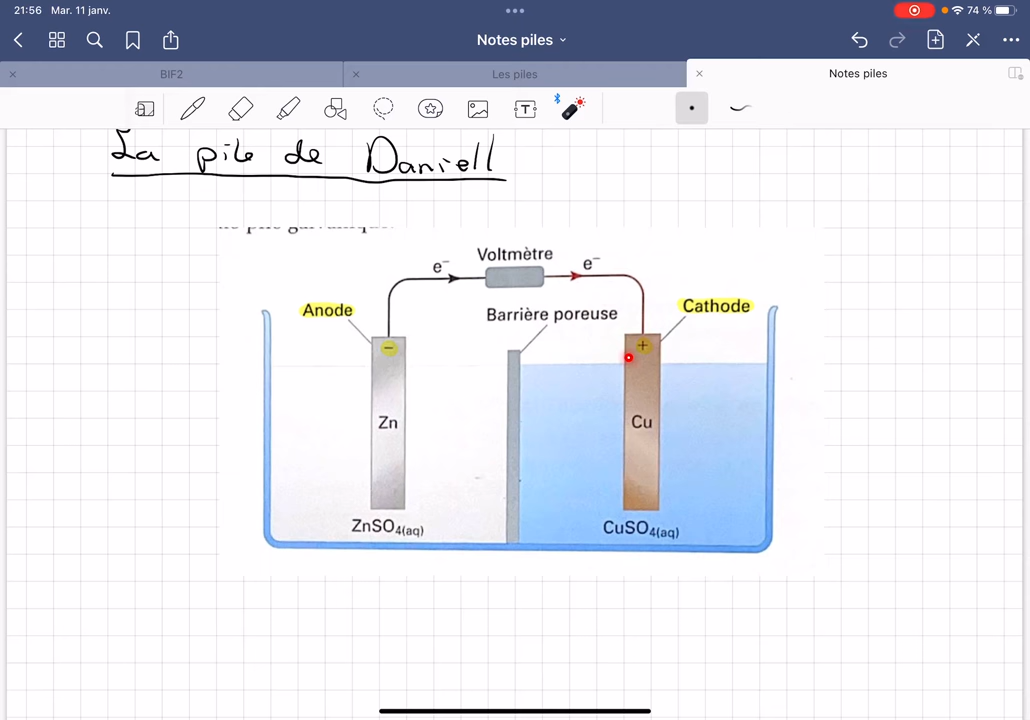 21:56 Mar. 11 janv.
74 %
Notes piles
BIF2
Les piles
Notes piles
La pile de Daniell
Voltmètre
e⁻
e⁻
Anode
Barrière poreuse
Cathode
−
+
Zn
Cu
ZnSO4(aq)
CuSO4(aq)